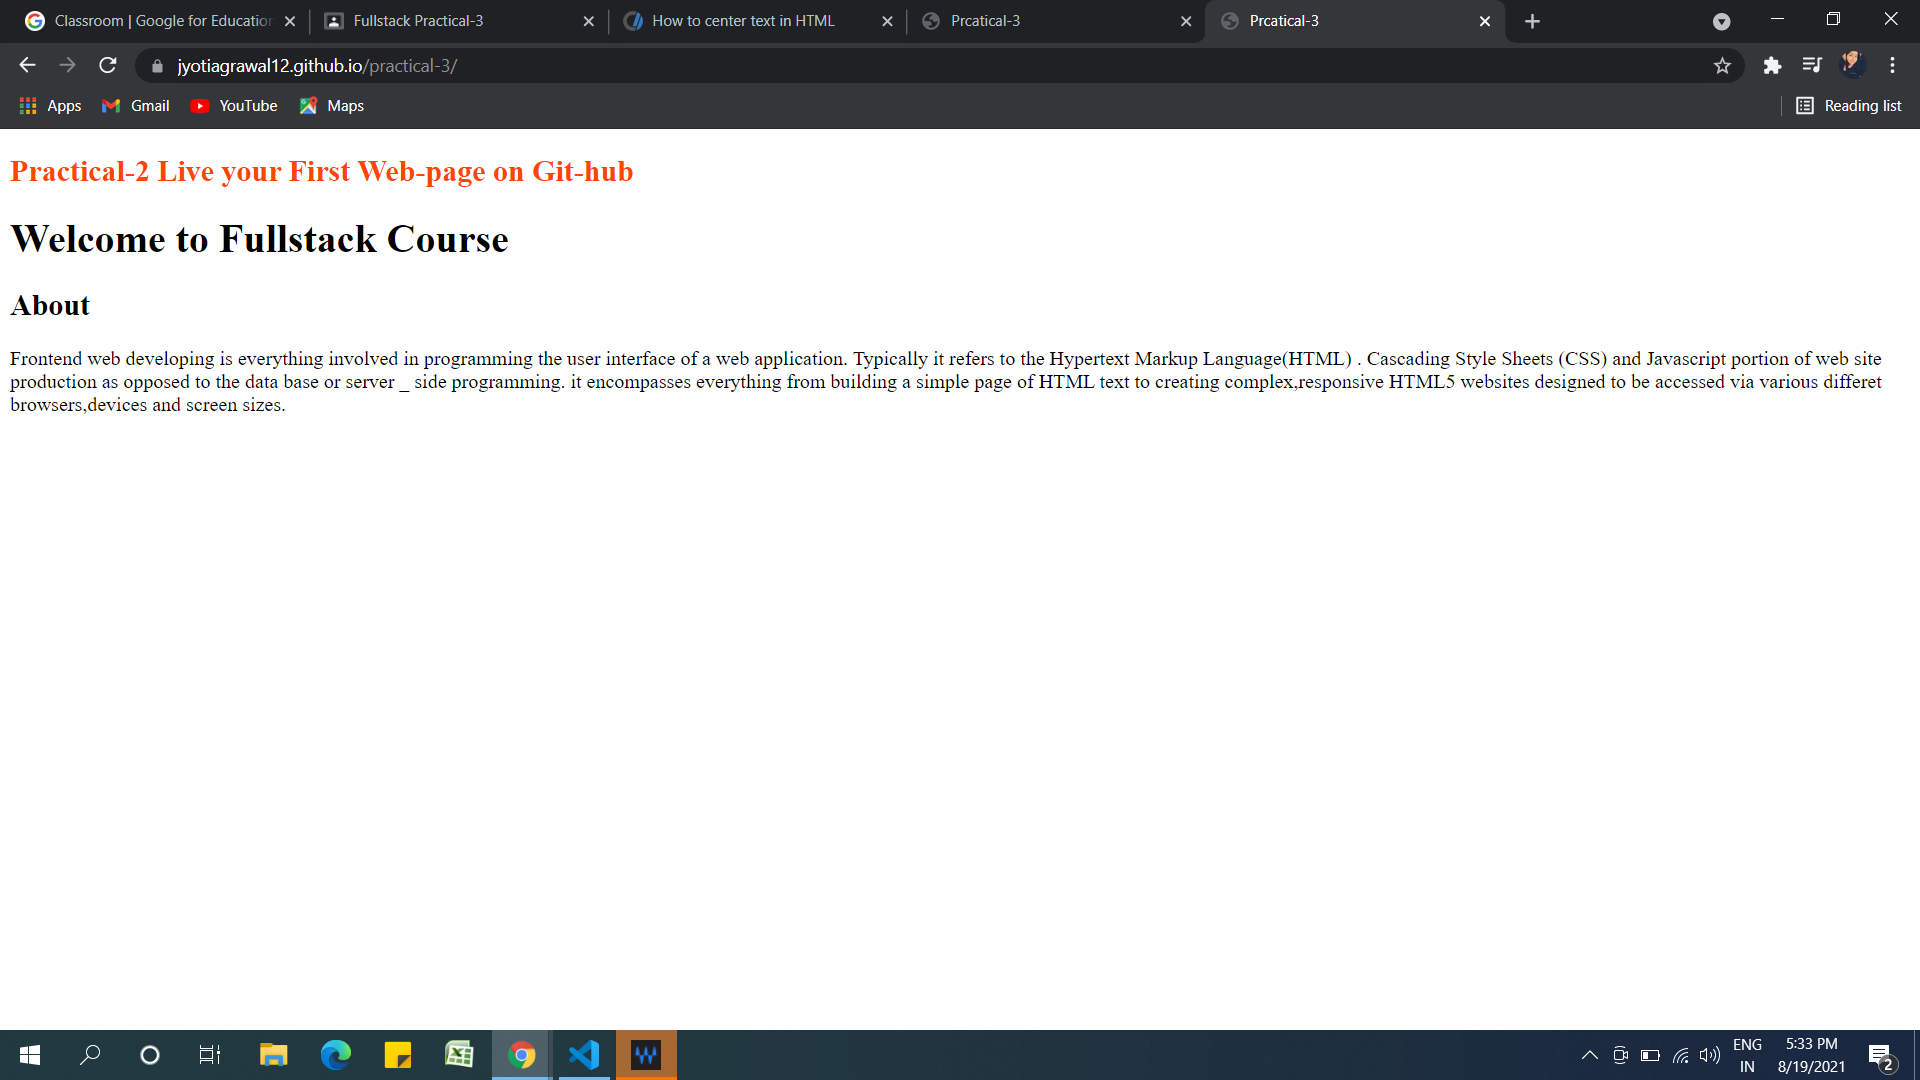 Classroom | Google for Education
Fullstack Practical-3
How to center text in HTML
Prcatical-3
Prcatical-3
jyotiagrawal12.github.io/practical-3/
Apps
Gmail
YouTube
Maps
Reading list
Practical-2 Live your First Web-page on Git-hub
Welcome to Fullstack Course
About
Frontend web developing is everything involved in programming the user interface of a web application. Typically it refers to the Hypertext Markup Language(HTML) . Cascading Style Sheets (CSS) and Javascript portion of web site
production as opposed to the data base or server _ side programming. it encompasses everything from building a simple page of HTML text to creating complex,responsive HTML5 websites designed to be accessed via various differet
browsers,devices and screen sizes.
ENG
IN
5:33 PM
8/19/2021
2